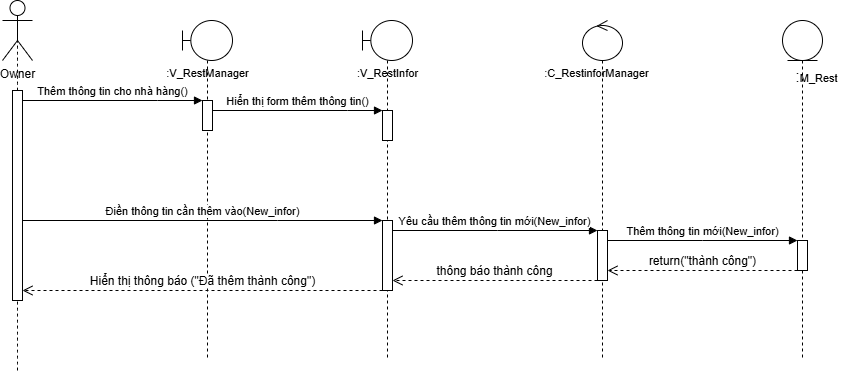 Owner
:V_RestManager
:V_RestInfor
:C_RestinforManager
:M_Rest
Thêm thông tin cho nhà hàng()
Hiển thị form thêm thông tin()
Điền thông tin cần thêm vào(New_infor)
Yêu cầu thêm thông tin mới(New_infor)
Thêm thông tin mới(New_infor)
return("thành công")
thông báo thành công
Hiển thị thông báo ("Đã thêm thành công")